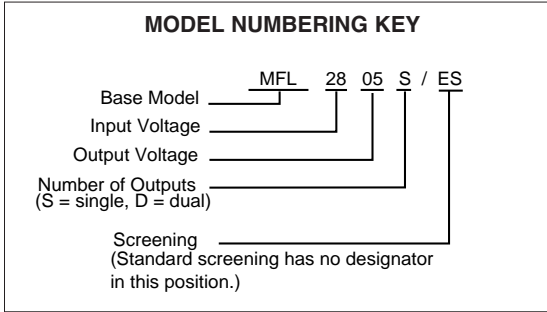 MODEL NUMBERING KEY
MFL 28 05 S / ES
Base Model
Input Voltage
Output Voltage
Number of Outputs
(S = single, D = dual)
Screening
(Standard screening has no designator
in this position.)